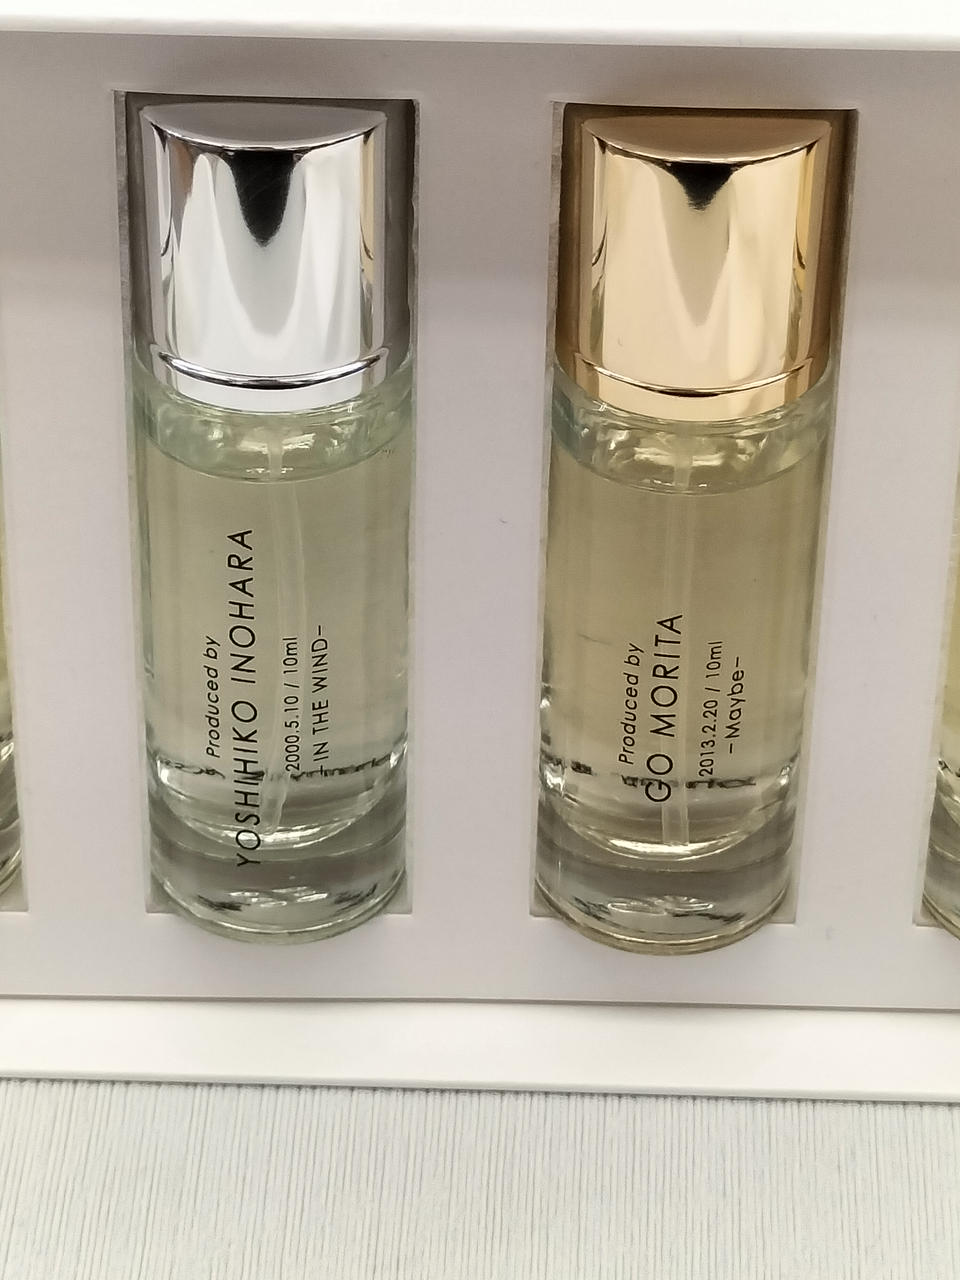 Produced by
YOSHIHIKO INOHARA
2000.5.10 / 10ml
-IN THE WIND-
Produced by
GO MORITA
2013.2.20 / 10ml
-Maybe-